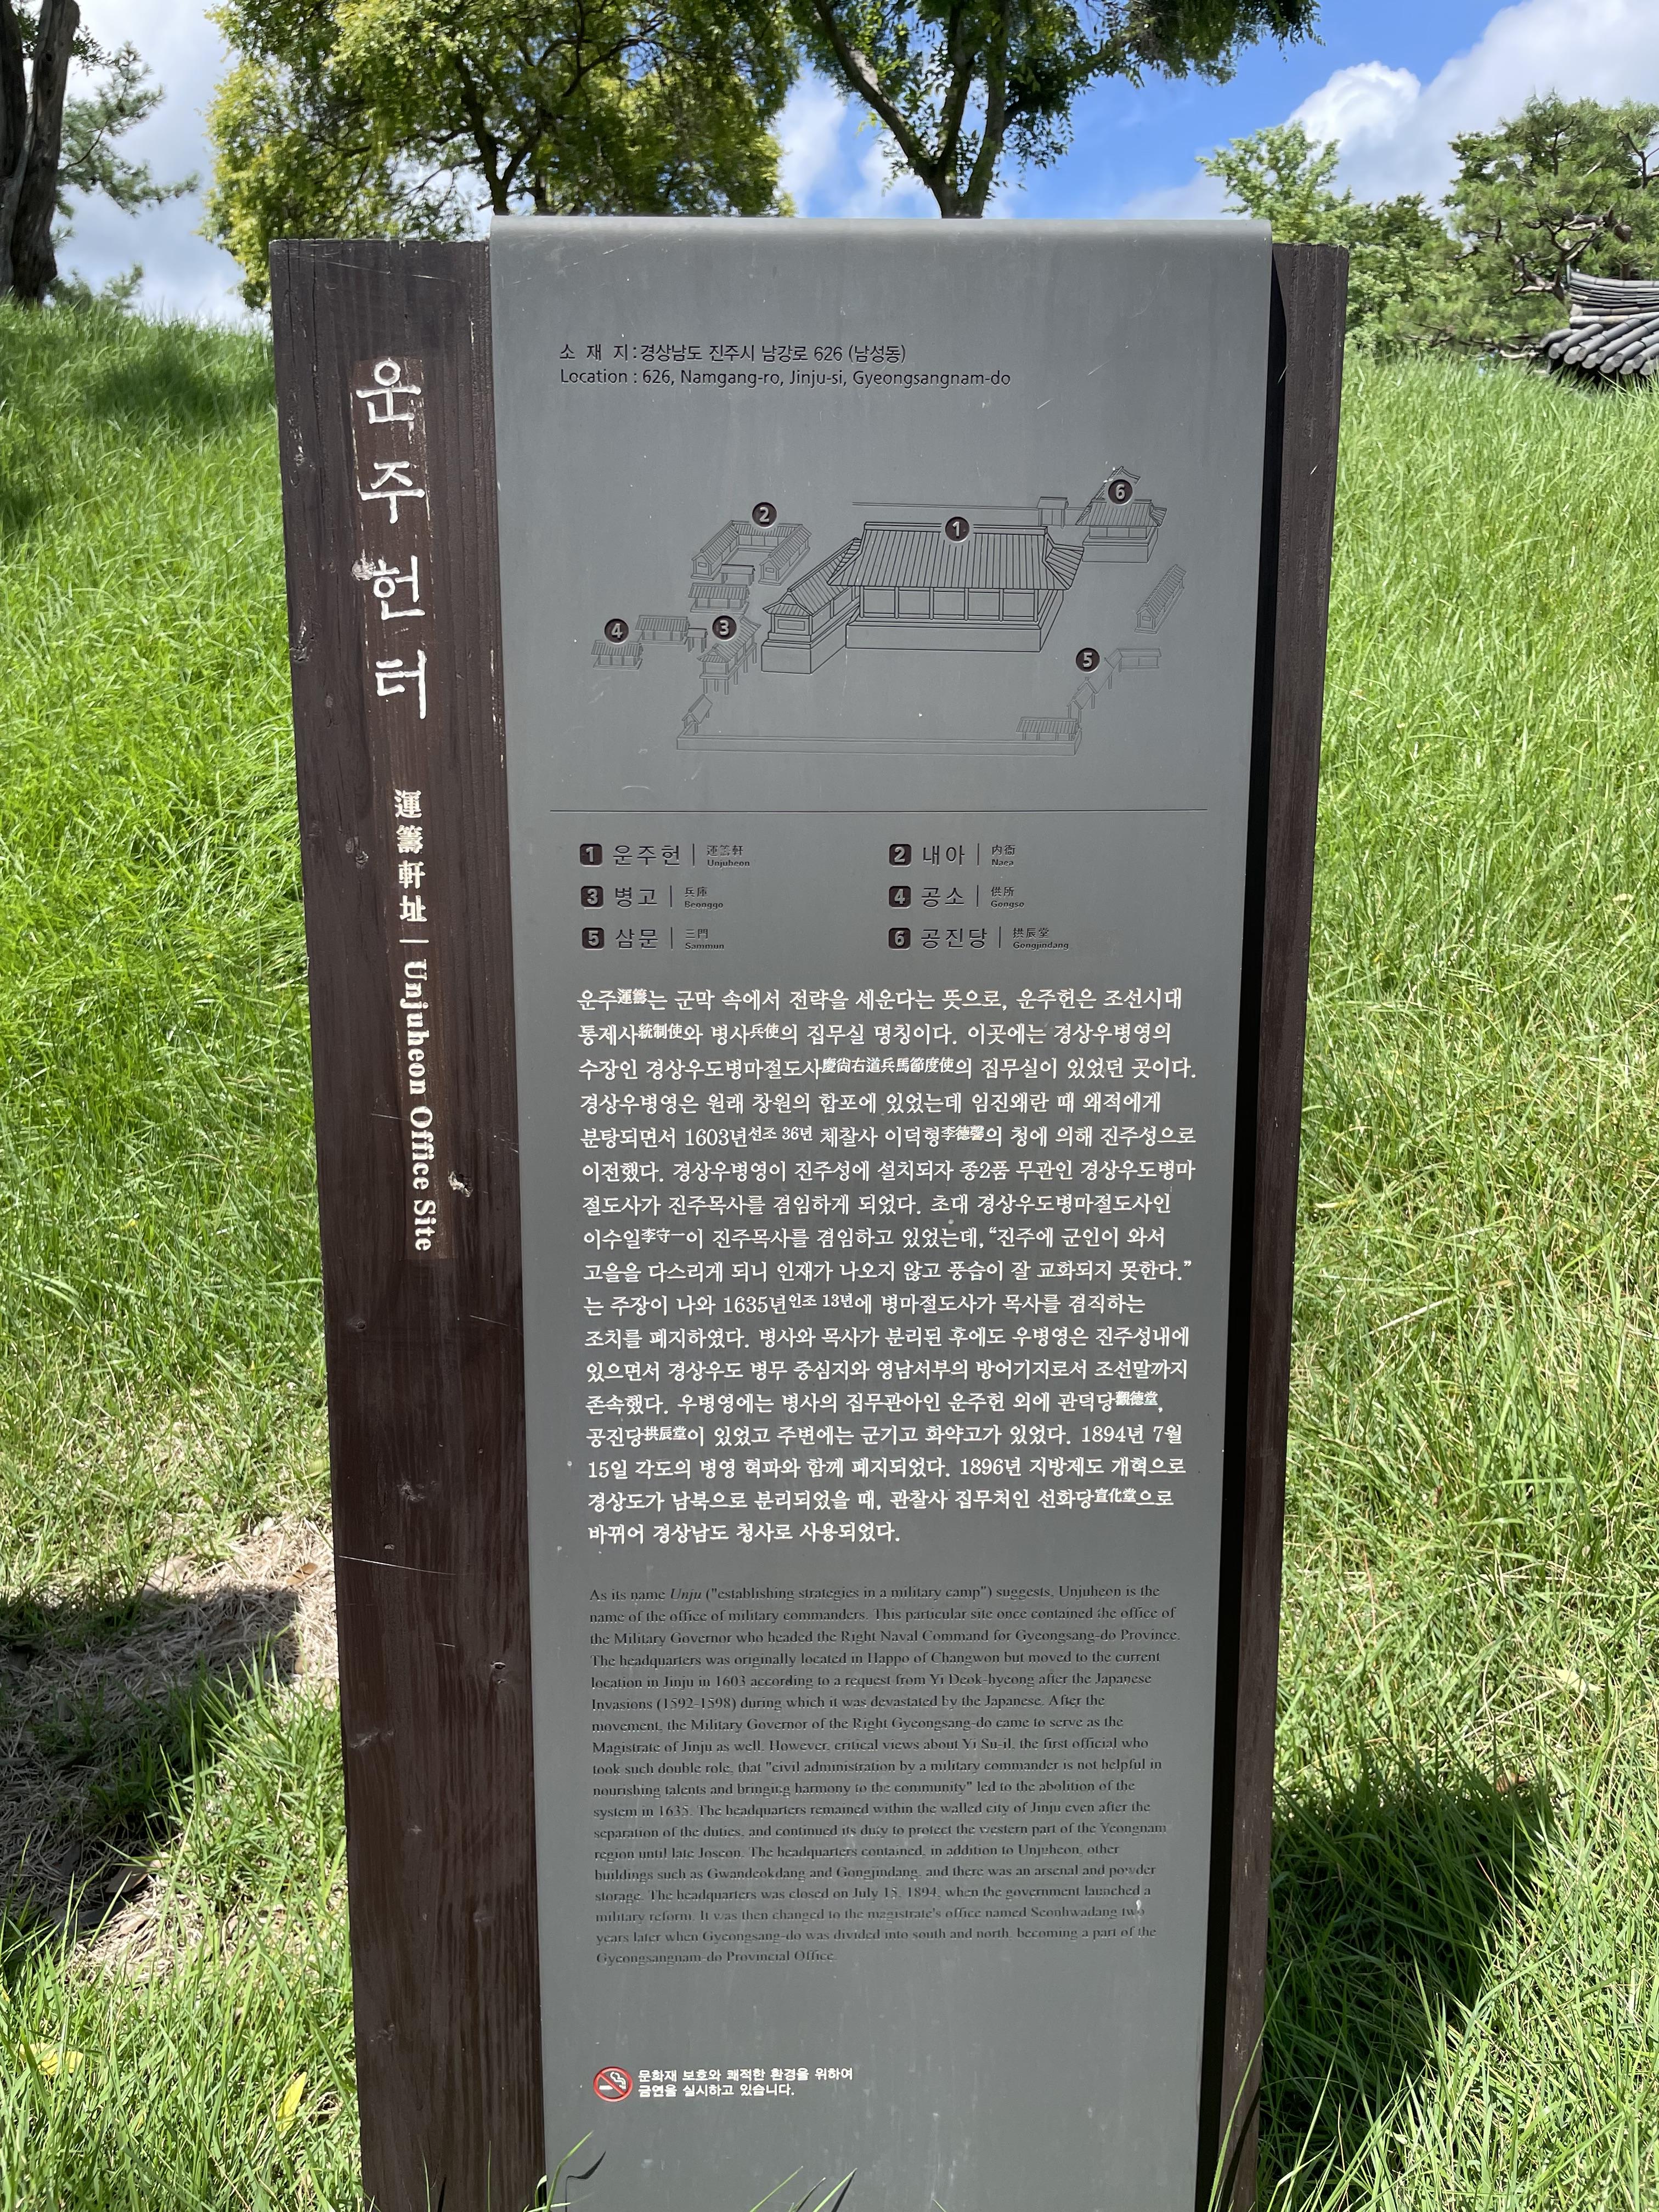 운주헌터
運籌軒址 | Unjuheon Office Site
소 재 지 : 경상남도 진주시 남강로 626 (남성동)
Location : 626, Namgang-ro, Jinju-si, Gyeongsangnam-do
2
1
6
4
3
5
1 운주헌 | 運籌軒 Unjuheon
2 내아 | 内衙 Naea
3 병고 | 兵庫 Beonggo
4 공소 | 供所 Gongso
5 삼문 | 三門 Sammun
6 공진당 | 拱辰堂 Gongjindang
운주運籌는 군막 속에서 전략을 세운다는 뜻으로, 운주헌은 조선시대
통제사統制使와 병사兵使의 집무실 명칭이다. 이곳에는 경상우병영의
수장인 경상우도병마절도사慶尙右道兵馬節度使의 집무실이 있었던 곳이다.
경상우병영은 원래 창원의 합포에 있었는데 임진왜란 때 왜적에게
분탕되면서 1603년선조 36년 체찰사 이덕형李德馨의 청에 의해 진주성으로
이전했다. 경상우병영이 진주성에 설치되자 종2품 무관인 경상우도병마
절도사가 진주목사를 겸임하게 되었다. 초대 경상우도병마절도사인
이수일李守一이 진주목사를 겸임하고 있었는데, “진주에 군인이 와서
고을을 다스리게 되니 인재가 나오지 않고 풍습이 잘 교화되지 못한다.”
는 주장이 나와 1635년인조 13년에 병마절도사가 목사를 겸직하는
조치를 폐지하였다. 병사와 목사가 분리된 후에도 우병영은 진주성내에
있으면서 경상우도 병무 중심지와 영남서부의 방어기지로서 조선말까지
존속했다. 우병영에는 병사의 집무관아인 운주헌 외에 관덕당觀德堂,
공진당拱辰堂이 있었고 주변에는 군기고 화약고가 있었다. 1894년 7월
15일 각도의 병영 혁파와 함께 폐지되었다. 1896년 지방제도 개혁으로
경상도가 남북으로 분리되었을 때, 관찰사 집무처인 선화당宣化堂으로
바뀌어 경상남도 청사로 사용되었다.
As its name Unju ("establishing strategies in a military camp") suggests, Unjuheon is the
name of the office of military commanders. This particular site once contained the office of
the Military Governor who headed the Right Naval Command for Gyeongsang-do Province.
The headquarters was originally located in Happo of Changwon but moved to the current
location in Jinju in 1603 according to a request from Yi Deok-hyeong after the Japanese
Invasions (1592-1598) during which it was devastated by the Japanese. After the
movement, the Military Governor of the Right Gyeongsang-do came to serve as the
Magistrate of Jinju as well. However, critical views about Yi Su-il, the first official who
took such double role, that "civil administration by a military commander is not helpful in
nourishing talents and bringing harmony to the community" led to the abolition of the
system in 1635. The headquarters remained within the walled city of Jinju even after the
separation of the duties, and continued its duty to protect the western part of the Yeongnam
region until late Joseon. The headquarters contained, in addition to Unjuheon, other
buildings such as Gwandeokdang and Gongjindang, and there was an arsenal and powder
storage. The headquarters was closed on July 15, 1894, when the government launched a
military reform. It was then changed to the magistrate's office named Seonhwadang two
years later when Gyeongsang-do was divided into south and north, becoming a part of the
Gyeongsangnam-do Provincial Office.
문화재 보호와 쾌적한 환경을 위하여
금연을 실시하고 있습니다.